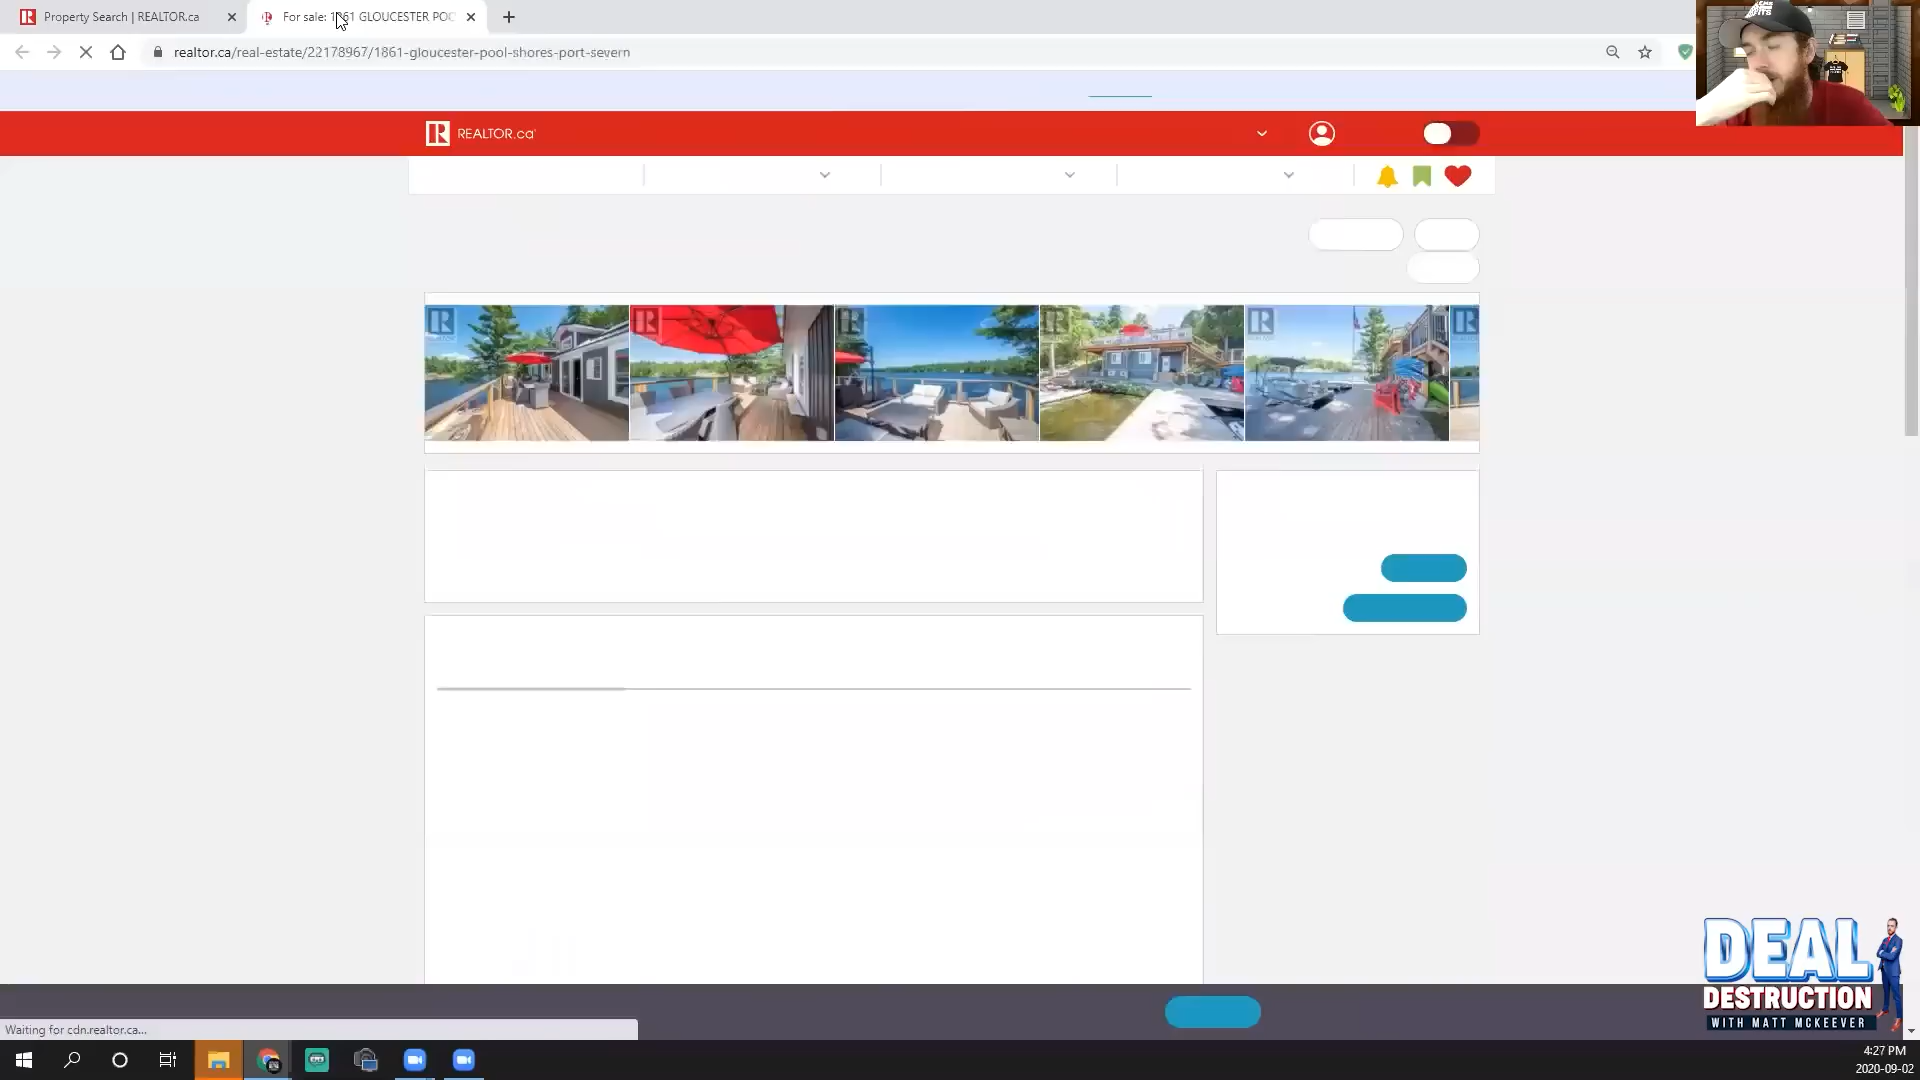 Property Search | REALTOR.ca
For sale: 1861 GLOUCESTER POO
realtor.ca/real-estate/22178967/1861-gloucester-pool-shores-port-severn
REALTOR.ca
DEAL
DESTRUCTION
WITH MATT MCKEEVER
Waiting for cdn.realtor.ca...
4:27 PM
2020-09-02